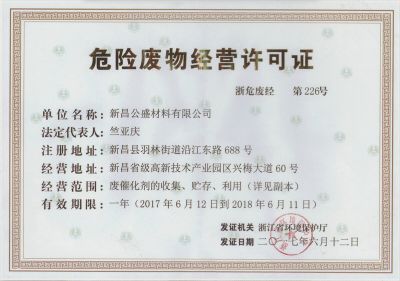 危险废物经营许可证
浙危废经 第226号
单位名称：新昌公盛材料有限公司
法定代表人：竺亚庆
注册地址：新昌县羽林街道沿江东路688号
经营地址：新昌省级高新技术产业园区兴梅大道60号
经营范围：废催化剂的收集、贮存、利用（详见副本）
有效期限：一年（2017年6月12日到2018年6月11日）
发证机关 浙江省环境保护厅
发证日期 二〇一七年六月十二日